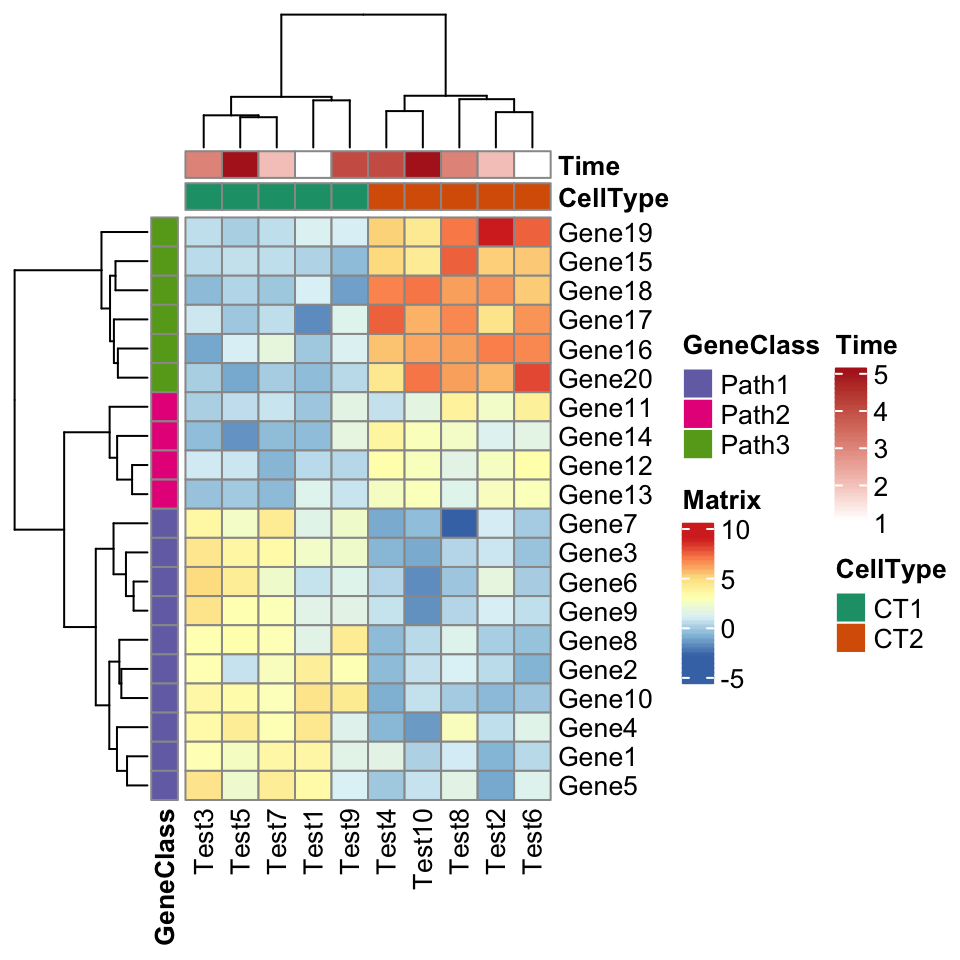 Time
CellType
Gene19
Gene15
Gene18
Gene17
Gene16
Gene20
Gene11
Gene14
Gene12
Gene13
Gene7
Gene3
Gene6
Gene9
Gene8
Gene2
Gene10
Gene4
Gene1
Gene5
GeneClass
Test3
Test5
Test7
Test1
Test9
Test4
Test10
Test8
Test2
Test6
GeneClass
Path1
Path2
Path3
Matrix
10
5
0
-5
Time
5
4
3
2
1
CellType
CT1
CT2